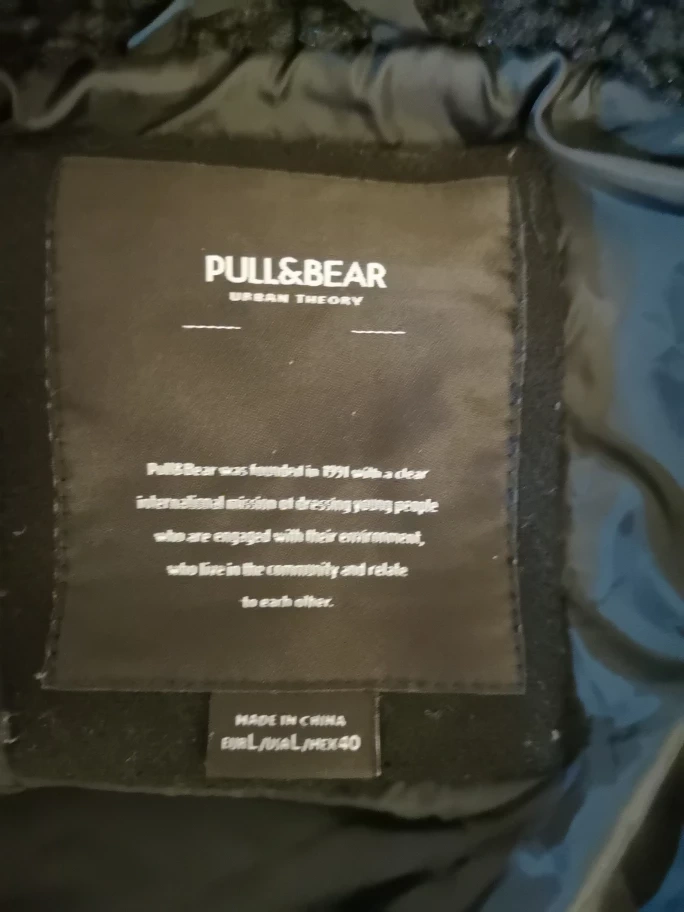 PULL&BEAR
URBAN THEORY
Pull&Bear was founded in 1991 with a clear
international mission of dressing young people
who are engaged with their environment,
who live in the community and relate
to each other.
MADE IN CHINA
EUR L /USA L /MEX 40